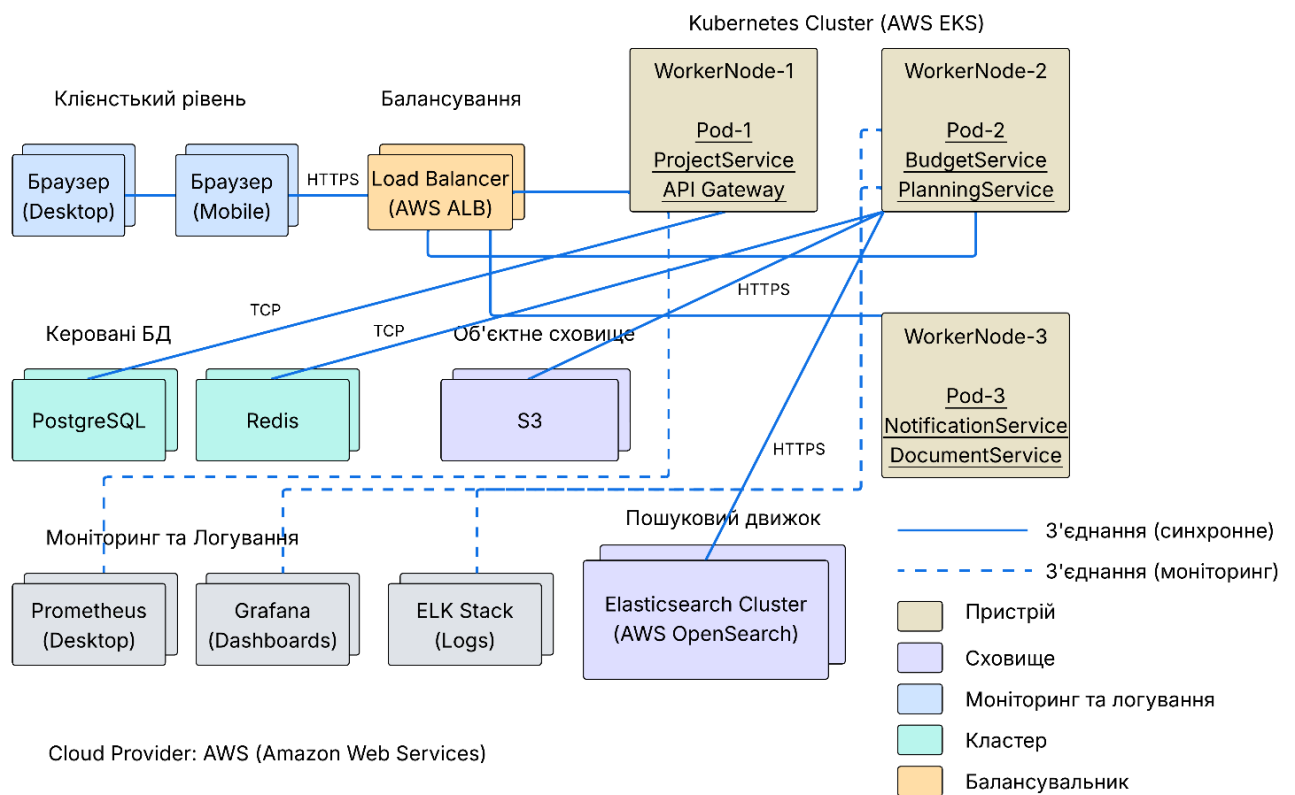 Kubernetes Cluster (AWS EKS)
Клієнстький рівень
Балансування
Браузер
(Desktop)
Браузер
(Mobile)
HTTPS
Load Balancer
(AWS ALB)
WorkerNode-1
Pod-1
ProjectService
API Gateway
WorkerNode-2
Pod-2
BudgetService
PlanningService
TCP
TCP
HTTPS
Керовані БД
Об'єктне сховище
PostgreSQL
Redis
S3
WorkerNode-3
Pod-3
NotificationService
DocumentService
HTTPS
Моніторинг та Логування
Пошуковий движок
Prometheus
(Desktop)
Grafana
(Dashboards)
ELK Stack
(Logs)
Elasticsearch Cluster
(AWS OpenSearch)
З'єднання (синхронне)
З'єднання (моніторинг)
Пристрій
Сховище
Моніторинг та логування
Кластер
Балансувальник
Cloud Provider: AWS (Amazon Web Services)